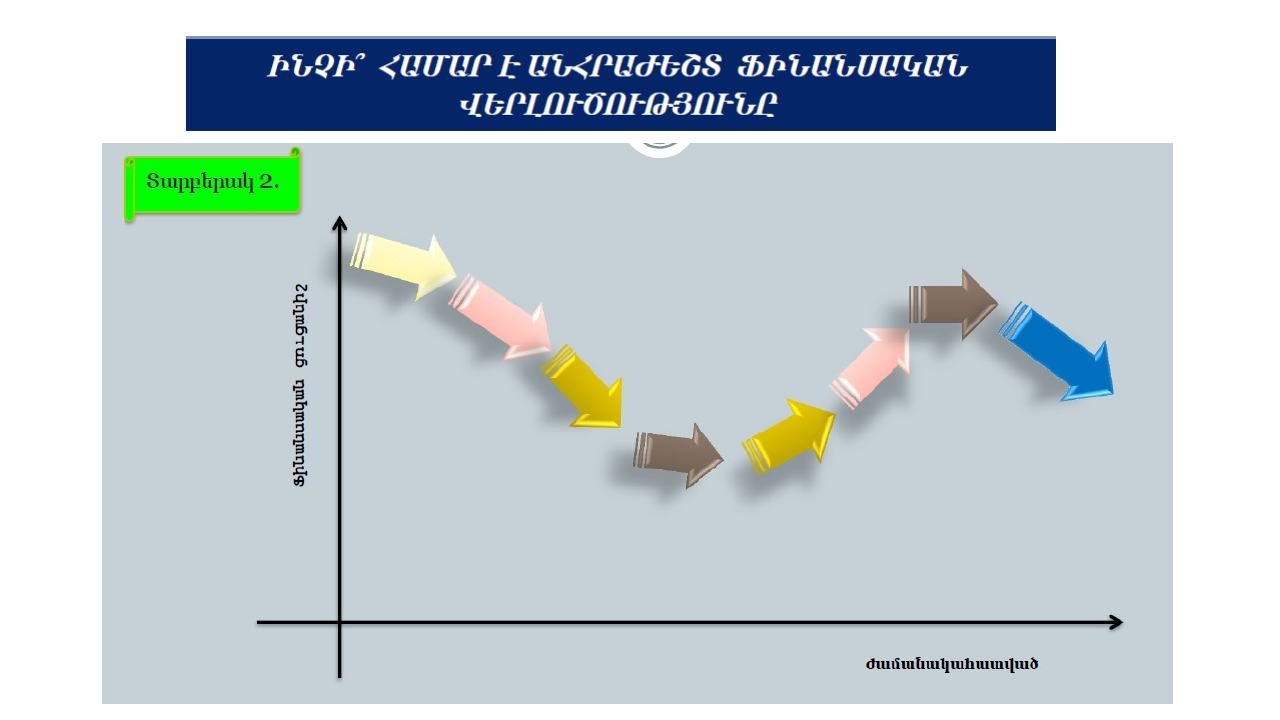 ԻՆՉԻ՞ ՀԱՄԱՐ Է ԱՆՀՐԱԺԵՇՏ ՖԻՆԱՆՍԱԿԱՆ
ՎԵՐԼՈՒԾՈՒԹՅՈՒՆԸ
Տարբերակ 2.
Ֆինանսական ցուցանիշ
Ժամանակահատված